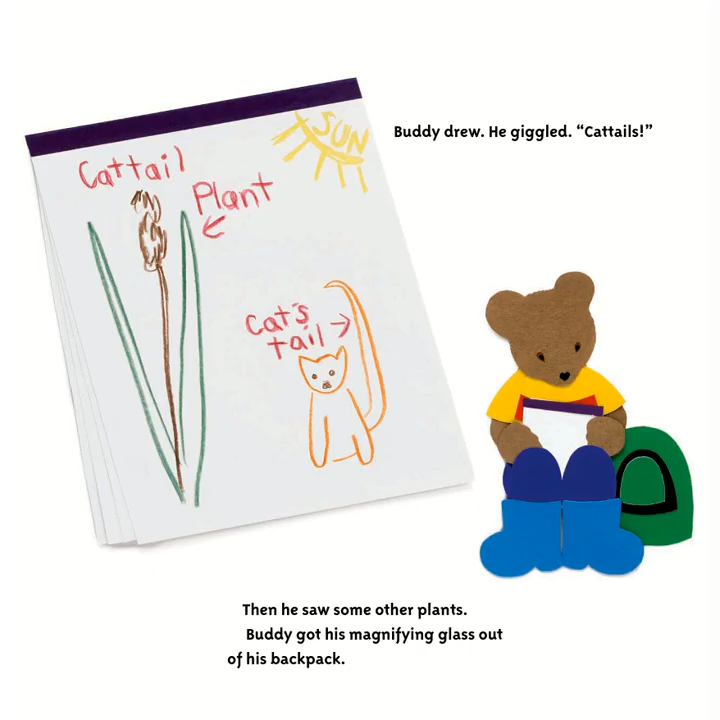 Buddy drew. He giggled. “Cattails!”
SUN
Cattail
Plant
Cat's
tail
Then he saw some other plants.
Buddy got his magnifying glass out
of his backpack.